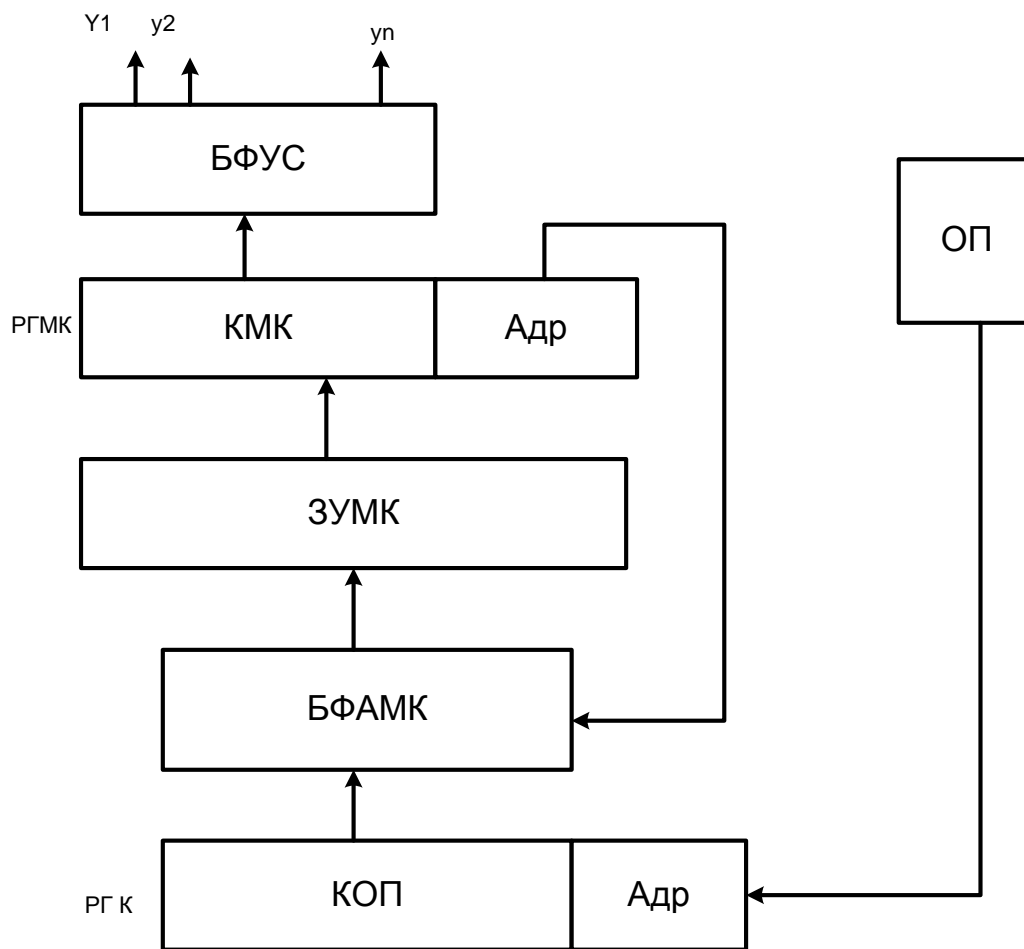 Y1 y2 yn
БФУС
ОП
РГМК КМК Адр
ЗУМК
БФАМК
РГ К КОП Адр